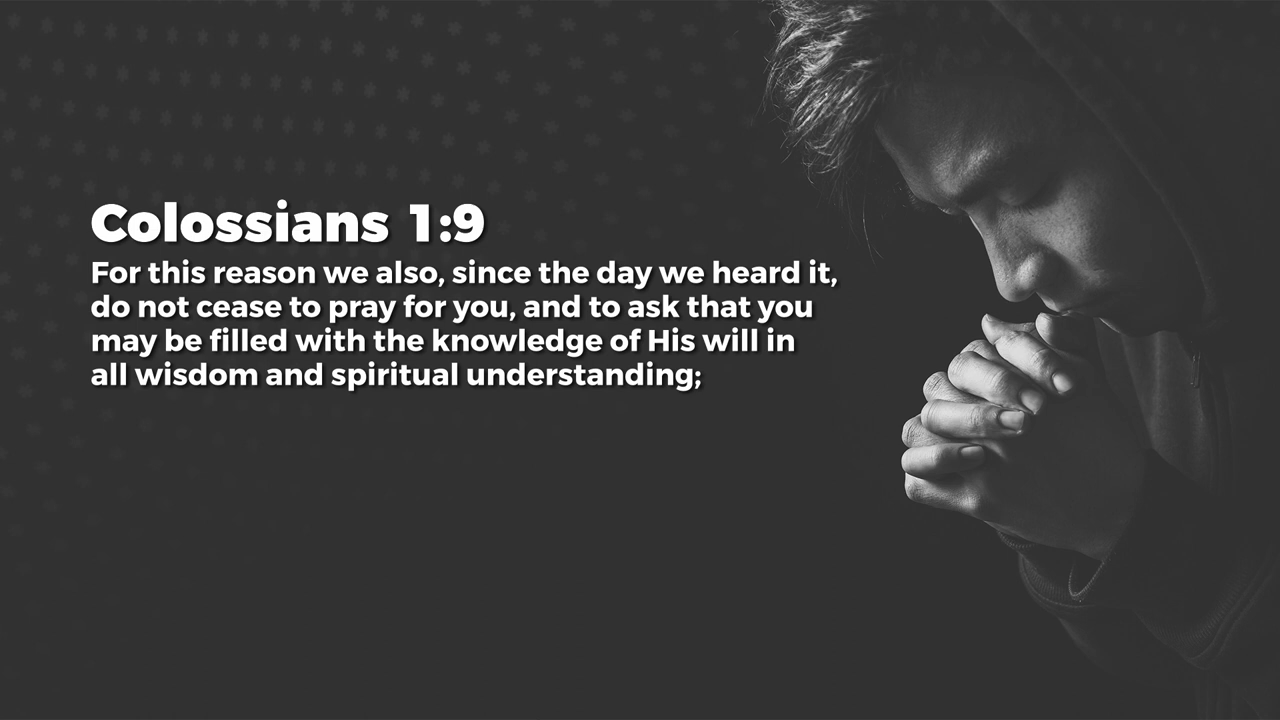 Colossians 1:9
For this reason we also, since the day we heard it,
do not cease to pray for you, and to ask that you
may be filled with the knowledge of His will in
all wisdom and spiritual understanding;